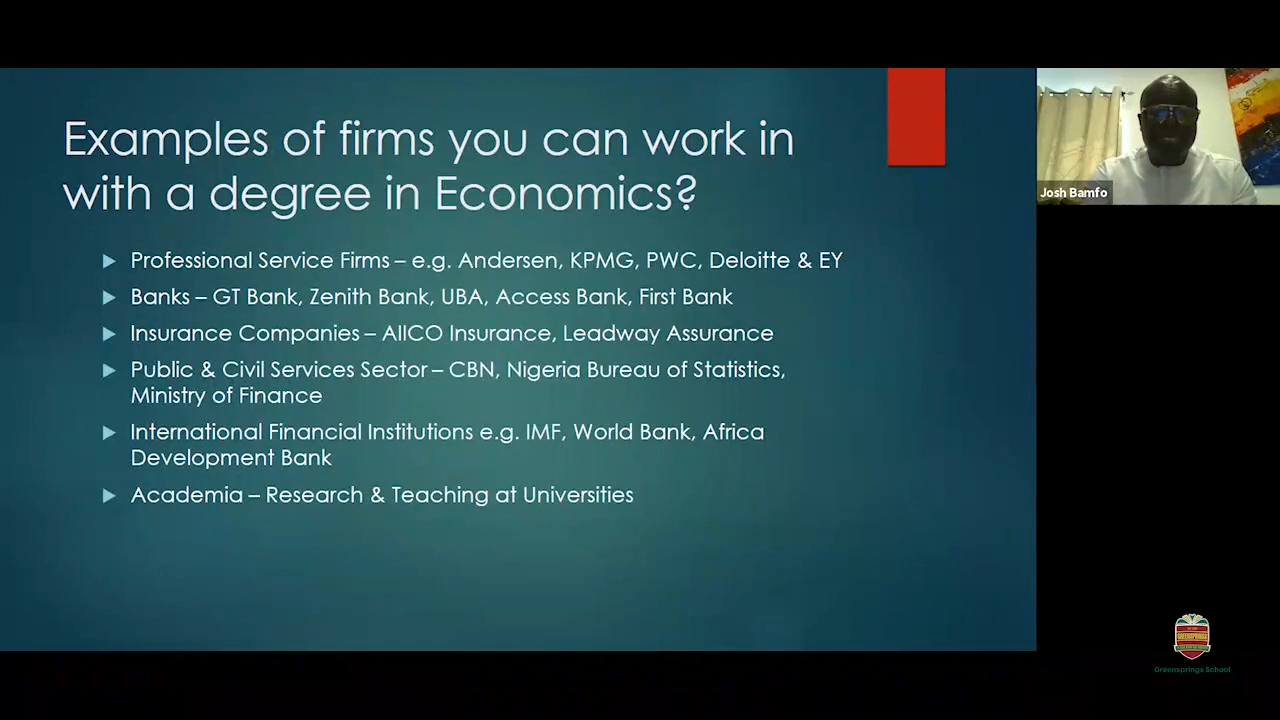 Examples of firms you can work in
with a degree in Economics?
Professional Service Firms – e.g. Andersen, KPMG, PWC, Deloitte & EY
Banks – GT Bank, Zenith Bank, UBA, Access Bank, First Bank
Insurance Companies – AIICO Insurance, Leadway Assurance
Public & Civil Services Sector – CBN, Nigeria Bureau of Statistics,
Ministry of Finance
International Financial Institutions e.g. IMF, World Bank, Africa
Development Bank
Academia – Research & Teaching at Universities
Josh Bamfo
GREENSPRINGS
Greensprings School